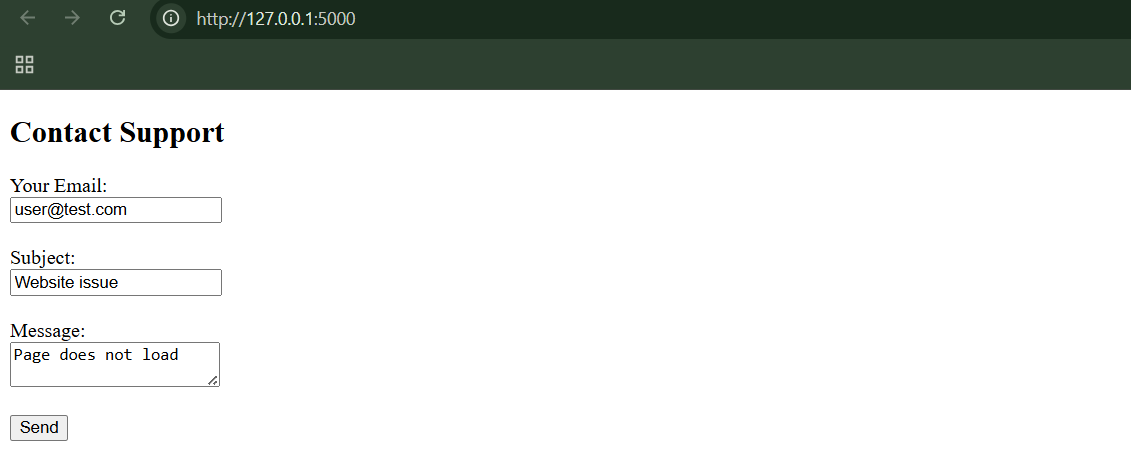 http://127.0.0.1:5000
Contact Support
Your Email:
user@test.com
Subject:
Website issue
Message:
Page does not load
Send